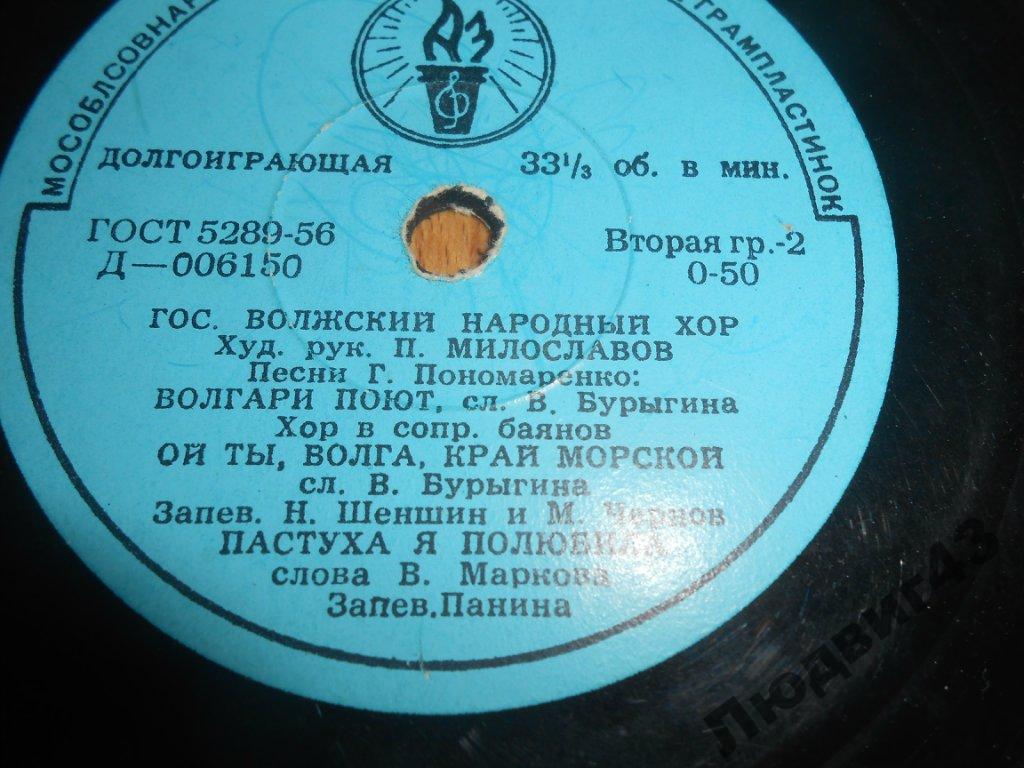 МОСОБЛСОВНАР
ГРАМПЛАСТИНОК
АЗ
ДОЛГОИГРАЮЩАЯ 33⅓ об. в мин.
ГОСТ 5289-56 Вторая гр.-2
Д—006150 0-50
ГОС. ВОЛЖСКИЙ НАРОДНЫЙ ХОР
Худ. рук. П. МИЛОСЛАВОВ
Песни Г. Пономаренко:
ВОЛГАРИ ПОЮТ, сл. В. Бурыгина
Хор в сопр. баянов
ОЙ ТЫ, ВОЛГА, КРАЙ МОРСКОЙ
сл. В. Бурыгина
Запев. Н. Шеншин и М. Чернов
ПАСТУХА Я ПОЛЮБИЛА
слова В. Маркова
Запев.Панина
Людвиг43